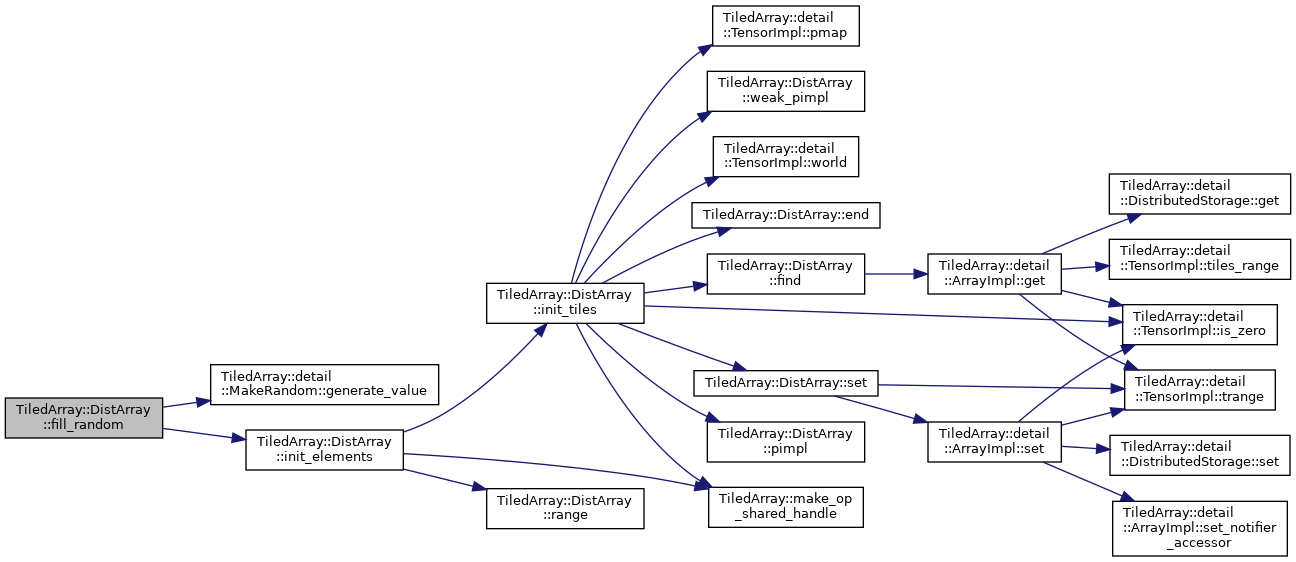 TiledArray::DistArray
::fill_random
TiledArray::detail
::MakeRandom::generate_value
TiledArray::DistArray
::init_elements
TiledArray::DistArray
::init_tiles
TiledArray::DistArray
::range
TiledArray::detail
::TensorImpl::pmap
TiledArray::DistArray
::weak_pimpl
TiledArray::detail
::TensorImpl::world
TiledArray::DistArray::end
TiledArray::DistArray
::find
TiledArray::DistArray::set
TiledArray::DistArray
::pimpl
TiledArray::make_op
_shared_handle
TiledArray::detail
::ArrayImpl::get
TiledArray::detail
::ArrayImpl::set
TiledArray::detail
::DistributedStorage::get
TiledArray::detail
::TensorImpl::tiles_range
TiledArray::detail
::TensorImpl::is_zero
TiledArray::detail
::TensorImpl::trange
TiledArray::detail
::DistributedStorage::set
TiledArray::detail
::ArrayImpl::set_notifier
_accessor